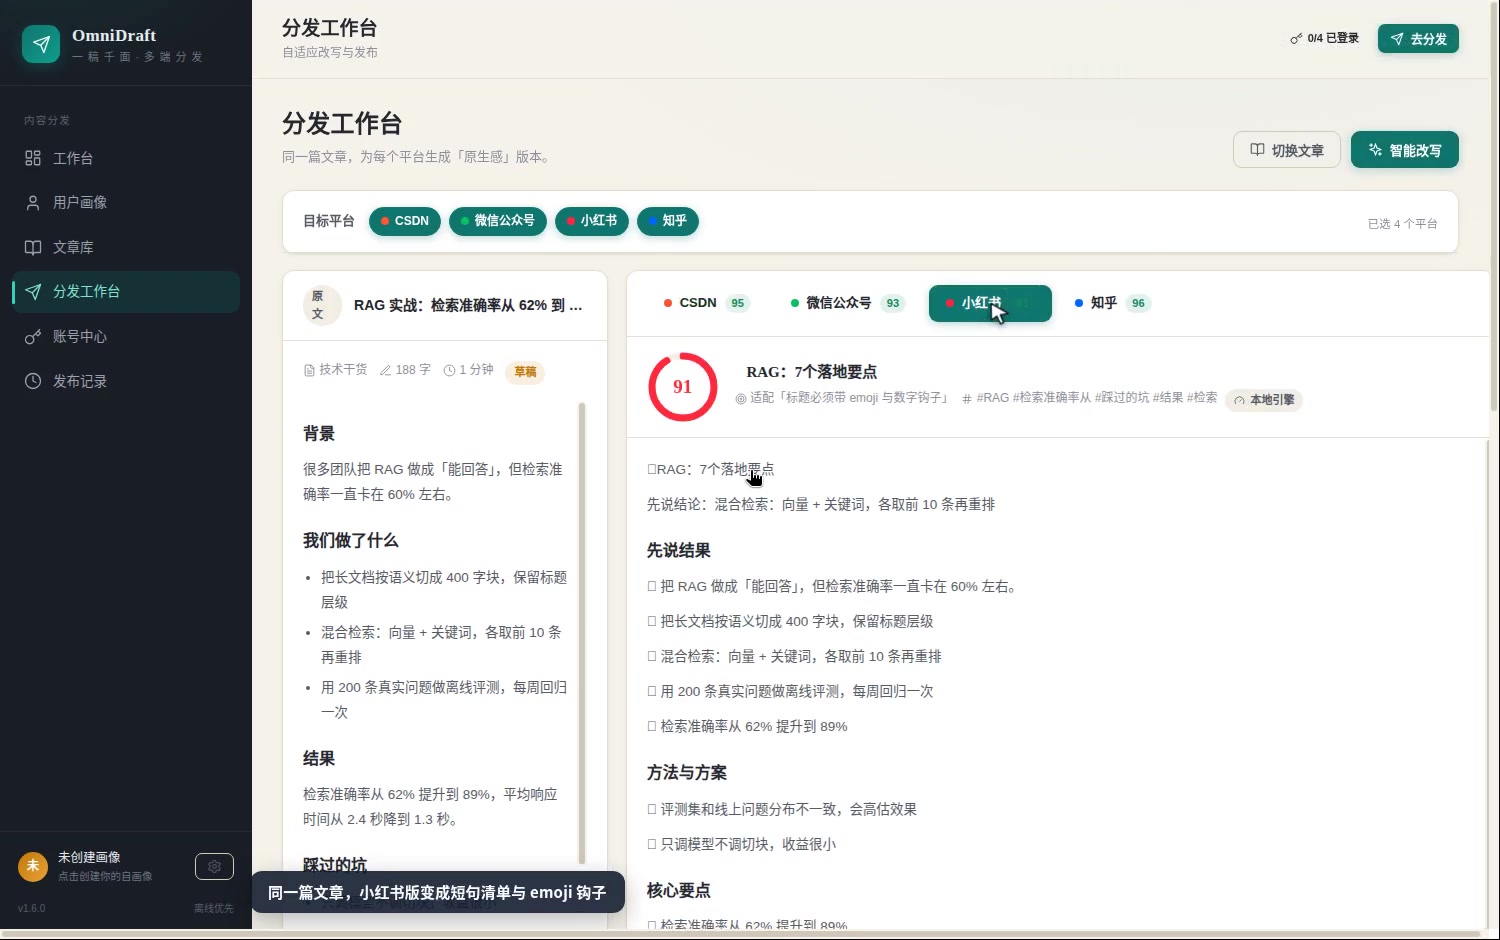 OmniDraft
一稿千面·多端分发
内容分发
工作台
用户画像
文章库
分发工作台
账号中心
发布记录
未
未创建画像
点击创建你的自画像
v1.6.0
离线优先
分发工作台
自适应改写与发布
0/4 已登录
去分发
分发工作台
同一篇文章，为每个平台生成「原生感」版本。
切换文章
智能改写
目标平台
CSDN
微信公众号
小红书
知乎
已选 4 个平台
原文
RAG 实战：检索准确率从 62% 到 …
技术干货
188 字
1 分钟
草稿
背景
很多团队把 RAG 做成「能回答」，但检索准
确率一直卡在 60% 左右。
我们做了什么
• 把长文档按语义切成 400 字块，保留标题
层级
• 混合检索：向量 + 关键词，各取前 10 条
再重排
• 用 200 条真实问题做离线评测，每周回归
一次
结果
检索准确率从 62% 提升到 89%，平均响应
时间从 2.4 秒降到 1.3 秒。
踩过的坑
同一篇文章，小红书版变成短句清单与 emoji 钩子
CSDN 95
微信公众号 93
小红书 91
知乎 96
91
RAG：7个落地要点
适配「标题必须带 emoji 与数字钩子」
#RAG #检索准确率从 #踩过的坑 #结果 #检索
本地引擎
RAG：7个落地要点
先说结论：混合检索：向量 + 关键词，各取前 10 条再重排
先说结果
把 RAG 做成「能回答」，但检索准确率一直卡在 60% 左右。
把长文档按语义切成 400 字块，保留标题层级
混合检索：向量 + 关键词，各取前 10 条再重排
用 200 条真实问题做离线评测，每周回归一次
检索准确率从 62% 提升到 89%
方法与方案
评测集和线上问题分布不一致，会高估效果
只调模型不调切块，收益很小
核心要点
检索准确率从 62% 提升到 89%